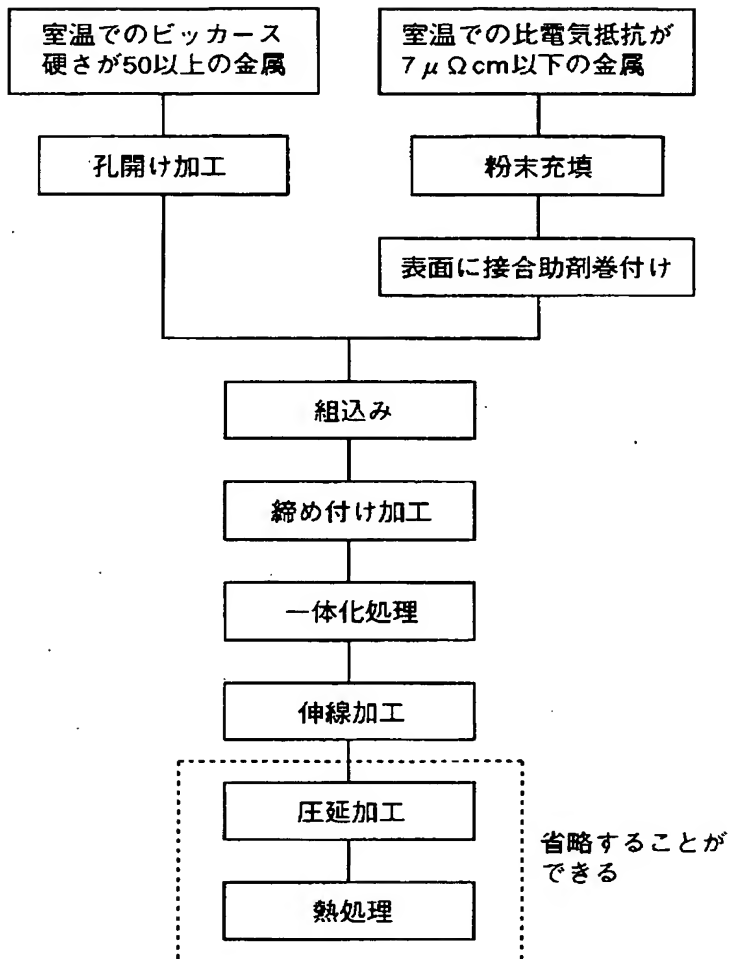 室温でのビッカース
硬さが50以上の金属
室温での比電気抵抗が
7μΩcm以下の金属
孔開け加工
粉末充填
表面に接合助剤巻付け
組込み
締め付け加工
一体化処理
伸線加工
圧延加工
省略することが
できる
熱処理